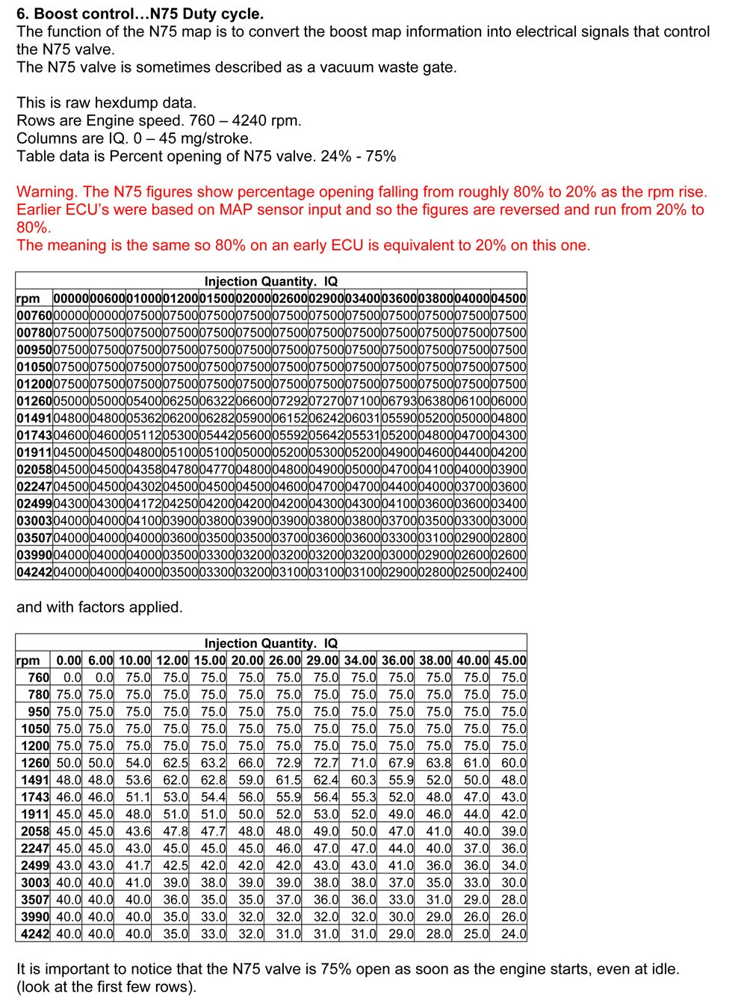 6. Boost control…N75 Duty cycle.
The function of the N75 map is to convert the boost map information into electrical signals that control
the N75 valve.
The N75 valve is sometimes described as a vacuum waste gate.
This is raw hexdump data.
Rows are Engine speed. 760 – 4240 rpm.
Columns are IQ. 0 – 45 mg/stroke.
Table data is Percent opening of N75 valve. 24% - 75%
Warning. The N75 figures show percentage opening falling from roughly 80% to 20% as the rpm rise.
Earlier ECU's were based on MAP sensor input and so the figures are reversed and run from 20% to
80%.
The meaning is the same so 80% on an early ECU is equivalent to 20% on this one.
Injection Quantity. IQ
rpm 00000 00600 01000 01200 01500 02000 02600 02900 03400 03600 03800 04000 04500
00760 00000 00000 07500 07500 07500 07500 07500 07500 07500 07500 07500 07500 07500
00780 07500 07500 07500 07500 07500 07500 07500 07500 07500 07500 07500 07500 07500
00950 07500 07500 07500 07500 07500 07500 07500 07500 07500 07500 07500 07500 07500
01050 07500 07500 07500 07500 07500 07500 07500 07500 07500 07500 07500 07500 07500
01200 07500 07500 07500 07500 07500 07500 07500 07500 07500 07500 07500 07500 07500
01260 05000 05000 05400 06250 06322 06600 07292 07270 07100 06793 06380 06100 06000
01491 04800 04800 05362 06200 06282 05900 06152 06242 06031 05590 05200 05000 04800
01743 04600 04600 05112 05300 05442 05600 05592 05642 05531 05200 04800 04700 04300
01911 04500 04500 04800 05100 05100 05000 05200 05300 05200 04900 04600 04400 04200
02058 04500 04500 04358 04780 04770 04800 04800 04900 05000 04700 04100 04000 03900
02247 04500 04500 04302 04500 04500 04500 04600 04700 04700 04400 04000 03700 03600
02499 04300 04300 04172 04250 04200 04200 04200 04300 04300 04100 03600 03600 03400
03003 04000 04000 04100 03900 03800 03900 03900 03800 03800 03700 03500 03300 03000
03507 04000 04000 04000 03600 03500 03500 03700 03600 03600 03300 03100 02900 02800
03990 04000 04000 04000 03500 03300 03200 03200 03200 03200 03000 02900 02600 02600
04242 04000 04000 04000 03500 03300 03200 03100 03100 03100 02900 02800 02500 02400
and with factors applied.
Injection Quantity. IQ
rpm 0.00 6.00 10.00 12.00 15.00 20.00 26.00 29.00 34.00 36.00 38.00 40.00 45.00
760 0.0 0.0 75.0 75.0 75.0 75.0 75.0 75.0 75.0 75.0 75.0 75.0 75.0
780 75.0 75.0 75.0 75.0 75.0 75.0 75.0 75.0 75.0 75.0 75.0 75.0 75.0
950 75.0 75.0 75.0 75.0 75.0 75.0 75.0 75.0 75.0 75.0 75.0 75.0 75.0
1050 75.0 75.0 75.0 75.0 75.0 75.0 75.0 75.0 75.0 75.0 75.0 75.0 75.0
1200 75.0 75.0 75.0 75.0 75.0 75.0 75.0 75.0 75.0 75.0 75.0 75.0 75.0
1260 50.0 50.0 54.0 62.5 63.2 66.0 72.9 72.7 71.0 67.9 63.8 61.0 60.0
1491 48.0 48.0 53.6 62.0 62.8 59.0 61.5 62.4 60.3 55.9 52.0 50.0 48.0
1743 46.0 46.0 51.1 53.0 54.4 56.0 55.9 56.4 55.3 52.0 48.0 47.0 43.0
1911 45.0 45.0 48.0 51.0 51.0 50.0 52.0 53.0 52.0 49.0 46.0 44.0 42.0
2058 45.0 45.0 43.6 47.8 47.7 48.0 48.0 49.0 50.0 47.0 41.0 40.0 39.0
2247 45.0 45.0 43.0 45.0 45.0 45.0 46.0 47.0 47.0 44.0 40.0 37.0 36.0
2499 43.0 43.0 41.7 42.5 42.0 42.0 42.0 43.0 43.0 41.0 36.0 36.0 34.0
3003 40.0 40.0 41.0 39.0 38.0 39.0 39.0 38.0 38.0 37.0 35.0 33.0 30.0
3507 40.0 40.0 40.0 36.0 35.0 35.0 37.0 36.0 36.0 33.0 31.0 29.0 28.0
3990 40.0 40.0 40.0 35.0 33.0 32.0 32.0 32.0 32.0 30.0 29.0 26.0 26.0
4242 40.0 40.0 40.0 35.0 33.0 32.0 31.0 31.0 31.0 29.0 28.0 25.0 24.0
It is important to notice that the N75 valve is 75% open as soon as the engine starts, even at idle.
(look at the first few rows).